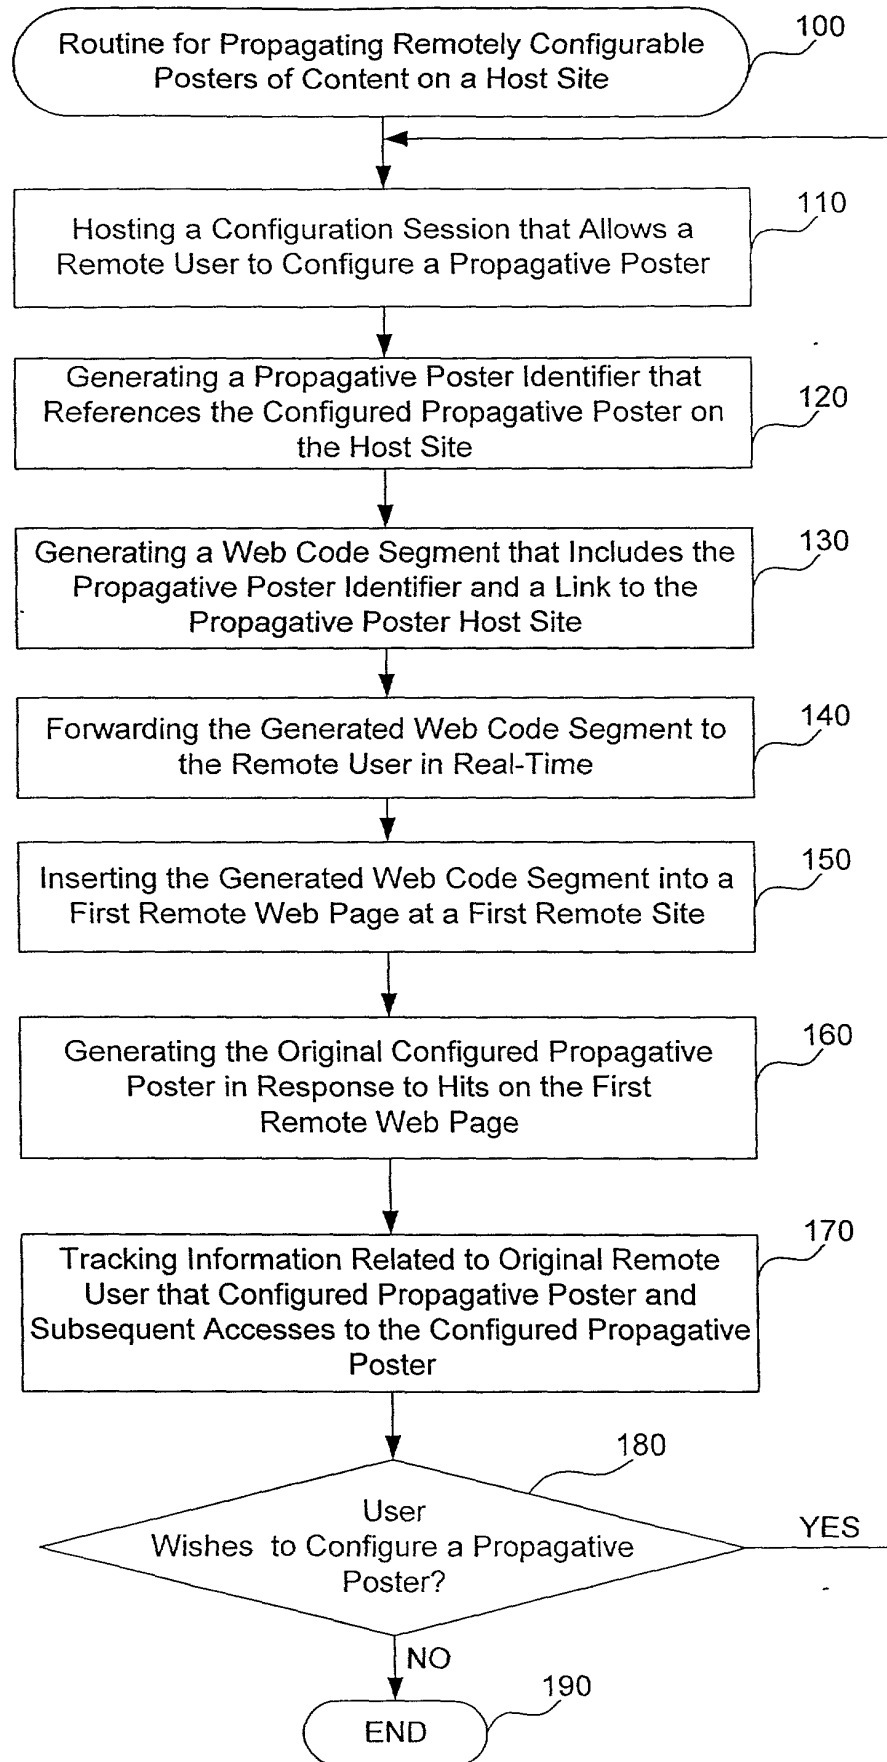 Routine for Propagating Remotely Configurable
Posters of Content on a Host Site
100
Hosting a Configuration Session that Allows a
Remote User to Configure a Propagative Poster
110
Generating a Propagative Poster Identifier that
References the Configured Propagative Poster on
the Host Site
120
Generating a Web Code Segment that Includes the
Propagative Poster Identifier and a Link to the
Propagative Poster Host Site
130
Forwarding the Generated Web Code Segment to
the Remote User in Real-Time
140
Inserting the Generated Web Code Segment into a
First Remote Web Page at a First Remote Site
150
Generating the Original Configured Propagative
Poster in Response to Hits on the First
Remote Web Page
160
Tracking Information Related to Original Remote
User that Configured Propagative Poster and
Subsequent Accesses to the Configured Propagative
Poster
170
User
Wishes to Configure a Propagative
Poster?
180
YES
NO
END
190